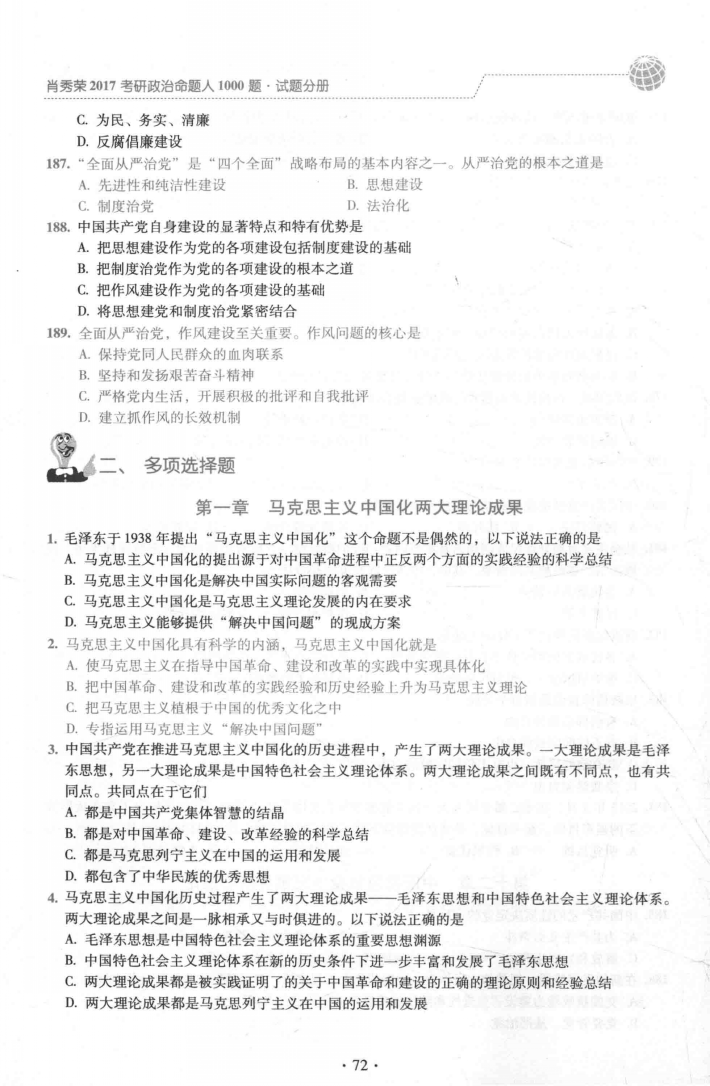 肖秀荣 2017 考研政治命题人 1000 题·试题分册
C. 为民、务实、清廉
D. 反腐倡廉建设
187. “全面从严治党”是“四个全面”战略布局的基本内容之一。从严治党的根本之道是
A. 先进性和纯洁性建设 B. 思想建设
C. 制度治党 D. 法治化
188. 中国共产党自身建设的显著特点和特有优势是
A. 把思想建设作为党的各项建设包括制度建设的基础
B. 把制度治党作为党的各项建设的根本之道
C. 把作风建设作为党的各项建设的基础
D. 将思想建党和制度治党紧密结合
189. 全面从严治党，作风建设至关重要。作风问题的核心是
A. 保持党同人民群众的血肉联系
B. 坚持和发扬艰苦奋斗精神
C. 严格党内生活，开展积极的批评和自我批评
D. 建立抓作风的长效机制
二、 多项选择题
第一章 马克思主义中国化两大理论成果
1. 毛泽东于 1938 年提出“马克思主义中国化”这个命题不是偶然的，以下说法正确的是
A. 马克思主义中国化的提出源于对中国革命进程中正反两个方面的实践经验的科学总结
B. 马克思主义中国化是解决中国实际问题的客观需要
C. 马克思主义中国化是马克思主义理论发展的内在要求
D. 马克思主义能够提供“解决中国问题”的现成方案
2. 马克思主义中国化具有科学的内涵，马克思主义中国化就是
A. 使马克思主义在指导中国革命、建设和改革的实践中实现具体化
B. 把中国革命、建设和改革的实践经验和历史经验上升为马克思主义理论
C. 把马克思主义植根于中国的优秀文化之中
D. 专指运用马克思主义“解决中国问题”
3. 中国共产党在推进马克思主义中国化的历史进程中，产生了两大理论成果。一大理论成果是毛泽
东思想，另一大理论成果是中国特色社会主义理论体系。两大理论成果之间既有不同点，也有共
同点。共同点在于它们
A. 都是中国共产党集体智慧的结晶
B. 都是对中国革命、建设、改革经验的科学总结
C. 都是马克思列宁主义在中国的运用和发展
D. 都包含了中华民族的优秀思想
4. 马克思主义中国化历史过程产生了两大理论成果——毛泽东思想和中国特色社会主义理论体系。
两大理论成果之间是一脉相承又与时俱进的。以下说法正确的是
A. 毛泽东思想是中国特色社会主义理论体系的重要思想渊源
B. 中国特色社会主义理论体系在新的历史条件下进一步丰富和发展了毛泽东思想
C. 两大理论成果都是被实践证明了的关于中国革命和建设的正确的理论原则和经验总结
D. 两大理论成果都是马克思列宁主义在中国的运用和发展
· 72 ·